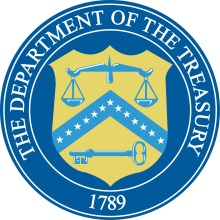 THE DEPARTMENT OF THE TREASURY
1789